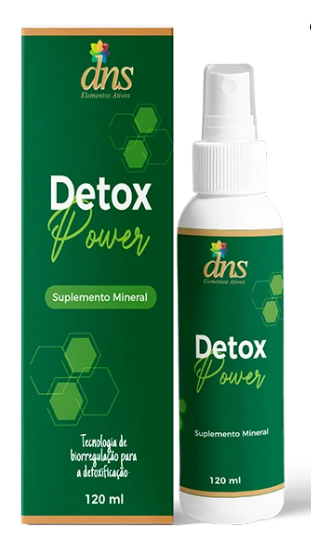 dns
Elementos Ativos
Detox
Power
Suplemento Mineral
Tecnologia de
biorregulação para
a detoxificação
120 ml
dns
Elementos Ativos
Detox
Power
Suplemento Mineral
120 ml